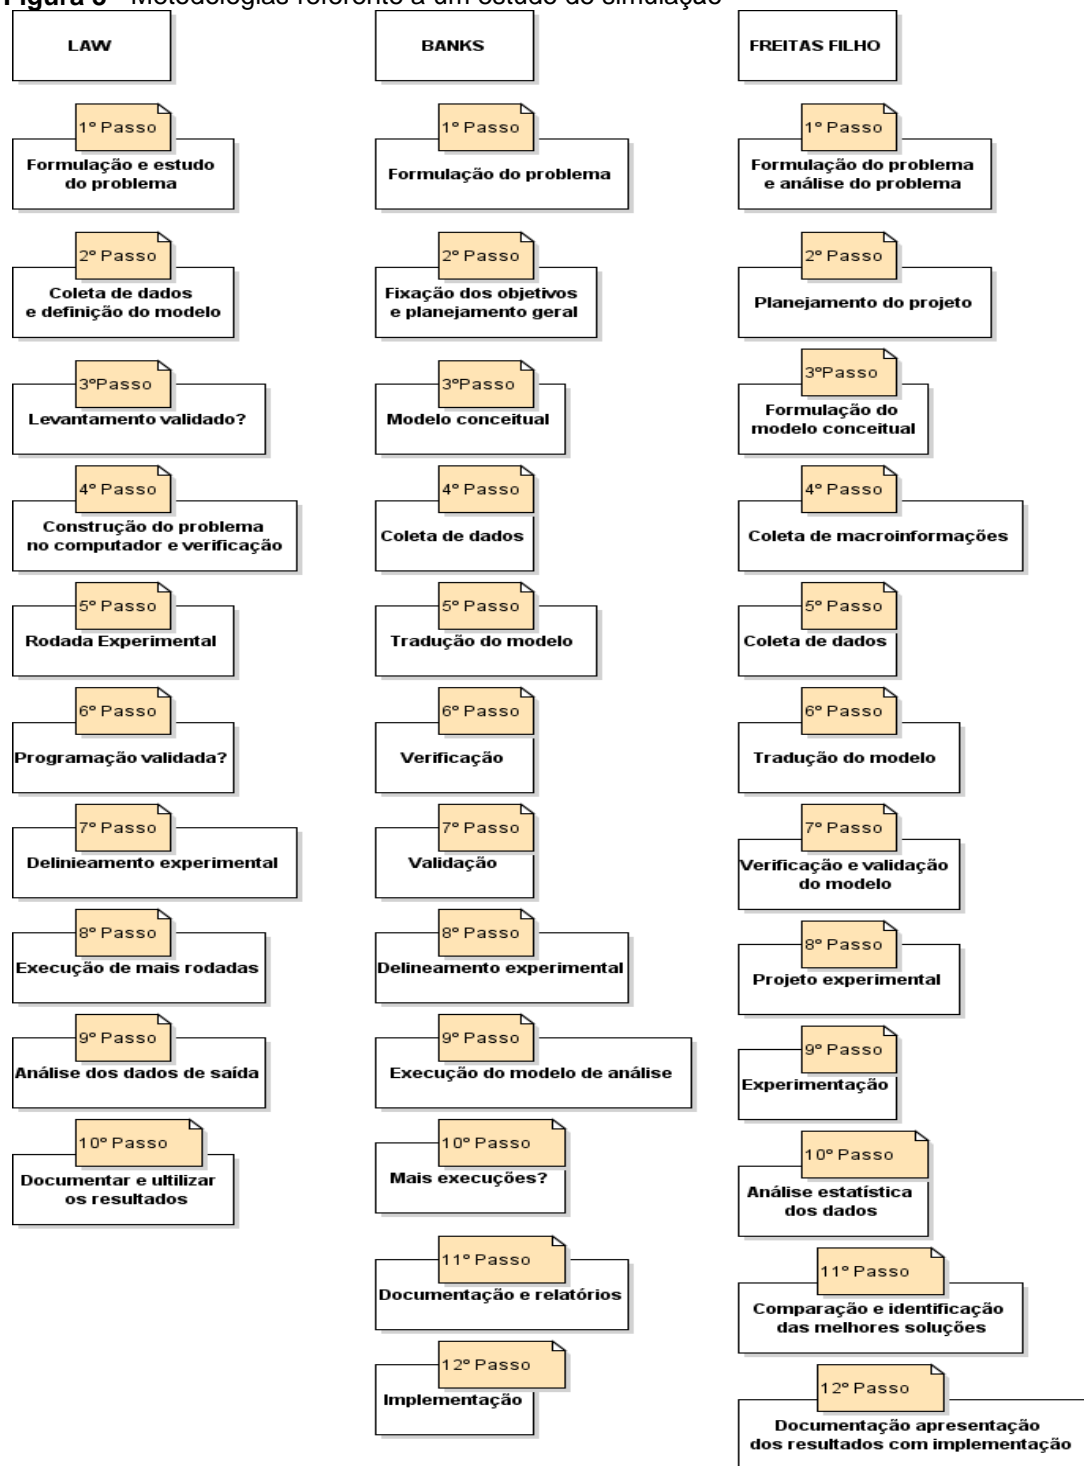 Figura 3 - Metodologias referente a um estudo de simulação
LAW
1º Passo
Formulação e estudo
do problema
2º Passo
Coleta de dados
e definição do modelo
3ºPasso
Levantamento validado?
4º Passo
Construção do problema
no computador e verificação
5º Passo
Rodada Experimental
6º Passo
Programação validada?
7º Passo
Delinieamento experimental
8º Passo
Execução de mais rodadas
9º Passo
Análise dos dados de saída
10º Passo
Documentar e ultilizar
os resultados
BANKS
1º Passo
Formulação do problema
2º Passo
Fixação dos objetivos
e planejamento geral
3ºPasso
Modelo conceitual
4º Passo
Coleta de dados
5º Passo
Tradução do modelo
6º Passo
Verificação
7º Passo
Validação
8º Passo
Delineamento experimental
9º Passo
Execução do modelo de análise
10º Passo
Mais execuções?
11º Passo
Documentação e relatórios
12º Passo
Implementação
FREITAS FILHO
1º Passo
Formulação do problema
e análise do problema
2º Passo
Planejamento do projeto
3ºPasso
Formulação do
modelo conceitual
4º Passo
Coleta de macroinformações
5º Passo
Coleta de dados
6º Passo
Tradução do modelo
7º Passo
Verificação e validação
do modelo
8º Passo
Projeto experimental
9º Passo
Experimentação
10º Passo
Análise estatística
dos dados
11º Passo
Comparação e identificação
das melhores soluções
12º Passo
Documentação apresentação
dos resultados com implementação